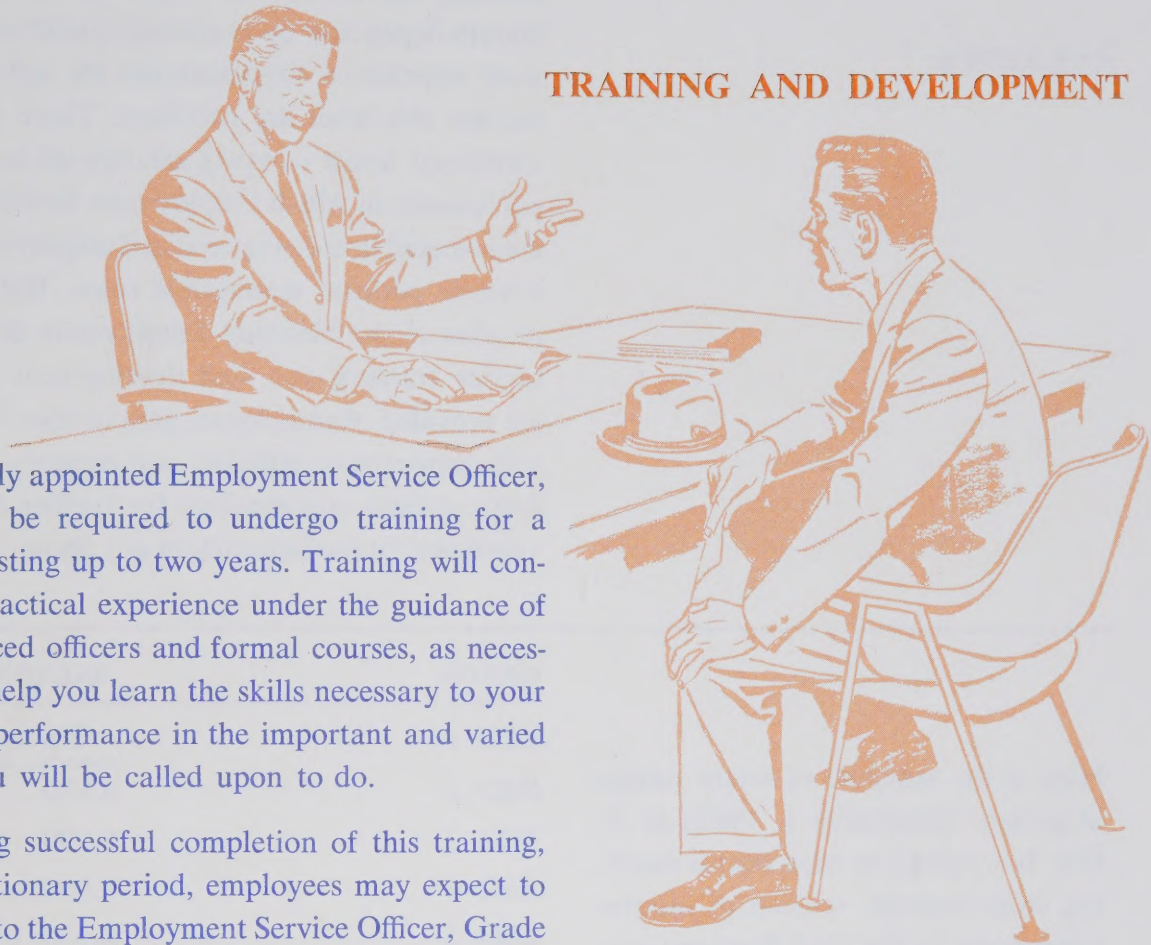 TRAINING AND DEVELOPMENT
ly appointed Employment Service Officer,
be required to undergo training for a
sting up to two years. Training will con-
actical experience under the guidance of
ced officers and formal courses, as neces-
help you learn the skills necessary to your
performance in the important and varied
u will be called upon to do.
g successful completion of this training,
tionary period, employees may expect to
to the Employment Service Officer, Grade